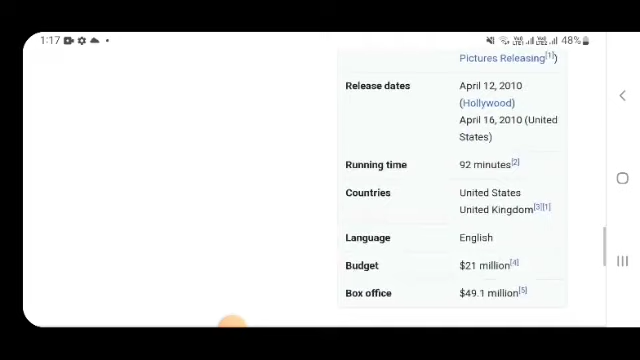 1:17 48%
Pictures Releasing[1])
Release dates April 12, 2010
(Hollywood)
April 16, 2010 (United
States)
Running time 92 minutes[2]
Countries United States
United Kingdom[3][1]
Language English
Budget $21 million[4]
Box office $49.1 million[5]